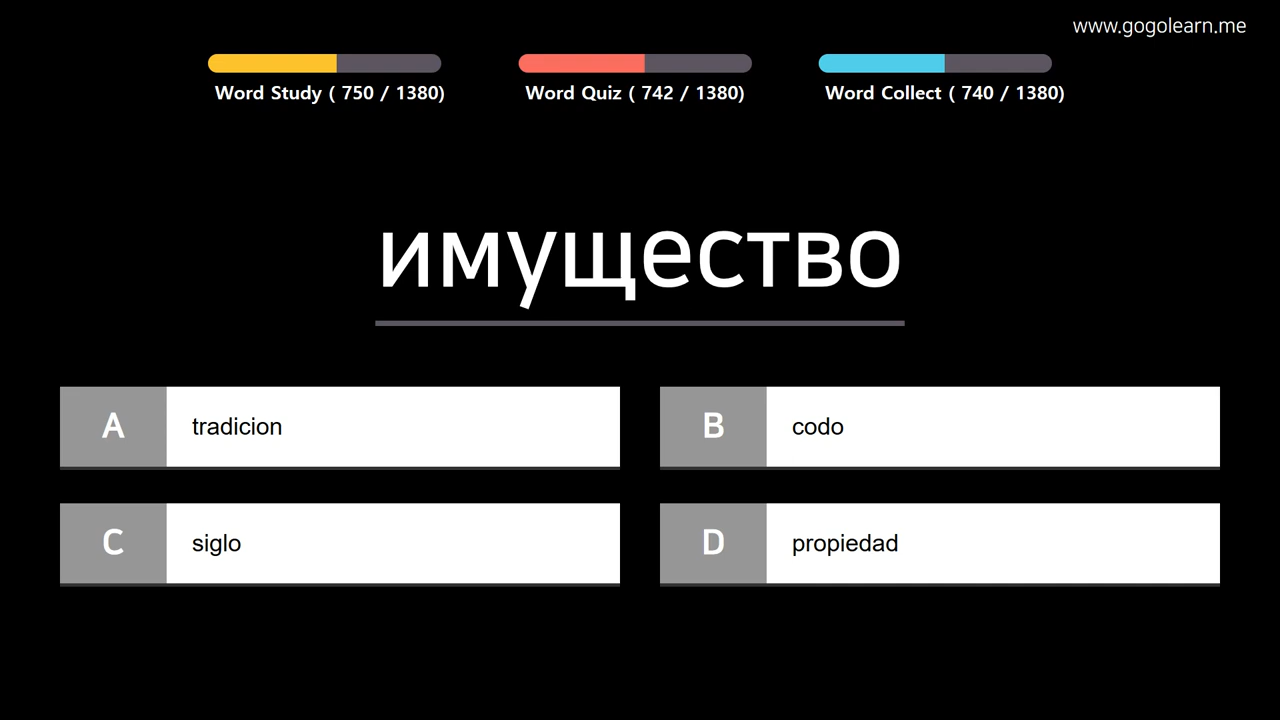 www.gogolearn.me
Word Study ( 750 / 1380)
Word Quiz ( 742 / 1380)
Word Collect ( 740 / 1380)
имущество
A tradicion
B codo
C siglo
D propiedad